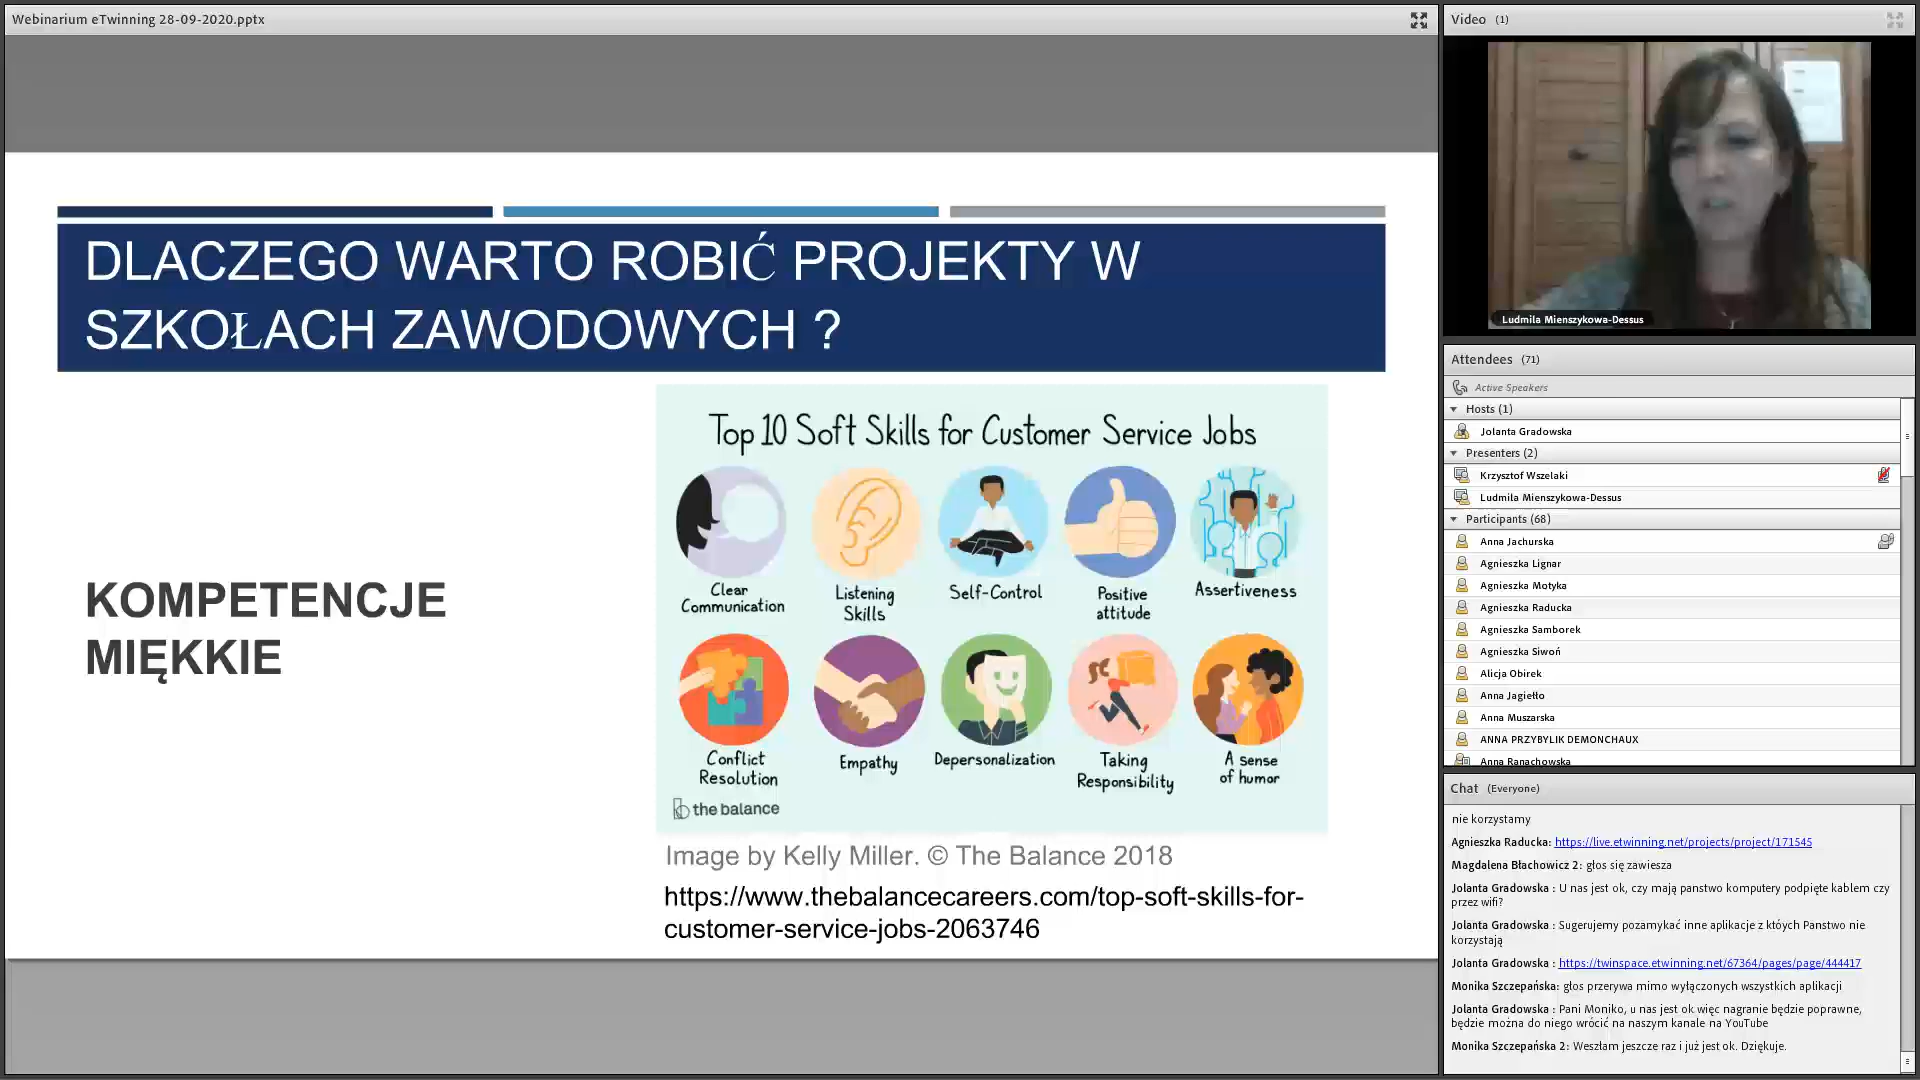 Webinarium eTwinning 28-09-2020.pptx
DLACZEGO WARTO ROBIĆ PROJEKTY W
SZKOŁACH ZAWODOWYCH ?
KOMPETENCJE
MIĘKKIE
Top 10 Soft Skills for Customer Service Jobs
Clear
Communication
Listening
Skills
Self-Control
Positive
attitude
Assertiveness
Conflict
Resolution
Empathy
Depersonalization
Taking
Responsibility
A sense
of humor
the balance
Image by Kelly Miller. © The Balance 2018
https://www.thebalancecareers.com/top-soft-skills-for-
customer-service-jobs-2063746
Video (1)
Ludmila Mienszykowa-Dessus
Attendees (71)
Active Speakers
Hosts (1)
Jolanta Gradowska
Presenters (2)
Krzysztof Wszelaki
Ludmila Mienszykowa-Dessus
Participants (68)
Anna Jachurska
Agnieszka Lignar
Agnieszka Motyka
Agnieszka Raducka
Agnieszka Samborek
Agnieszka Siwoń
Alicja Obirek
Anna Jagiełło
Anna Muszarska
ANNA PRZYBYLIK DEMONCHAUX
Anna Ranachowska
Chat (Everyone)
nie korzystamy
Agnieszka Raducka: https://live.etwinning.net/projects/project/171545
Magdalena Błachowicz 2: głos się zawiesza
Jolanta Gradowska : U nas jest ok, czy mają panstwo komputery podpięte kablem czy
przez wifi?
Jolanta Gradowska : Sugerujemy pozamykać inne aplikacje z któych Panstwo nie
korzystają
Jolanta Gradowska : https://twinspace.etwinning.net/67364/pages/page/444417
Monika Szczepańska: głos przerywa mimo wyłączonych wszystkich aplikacji
Jolanta Gradowska : Pani Moniko, u nas jest ok więc nagranie będzie poprawne,
będzie można do niego wrócić na naszym kanale na YouTube
Monika Szczepańska 2: Weszłam jeszcze raz i już jest ok. Dziękuje.